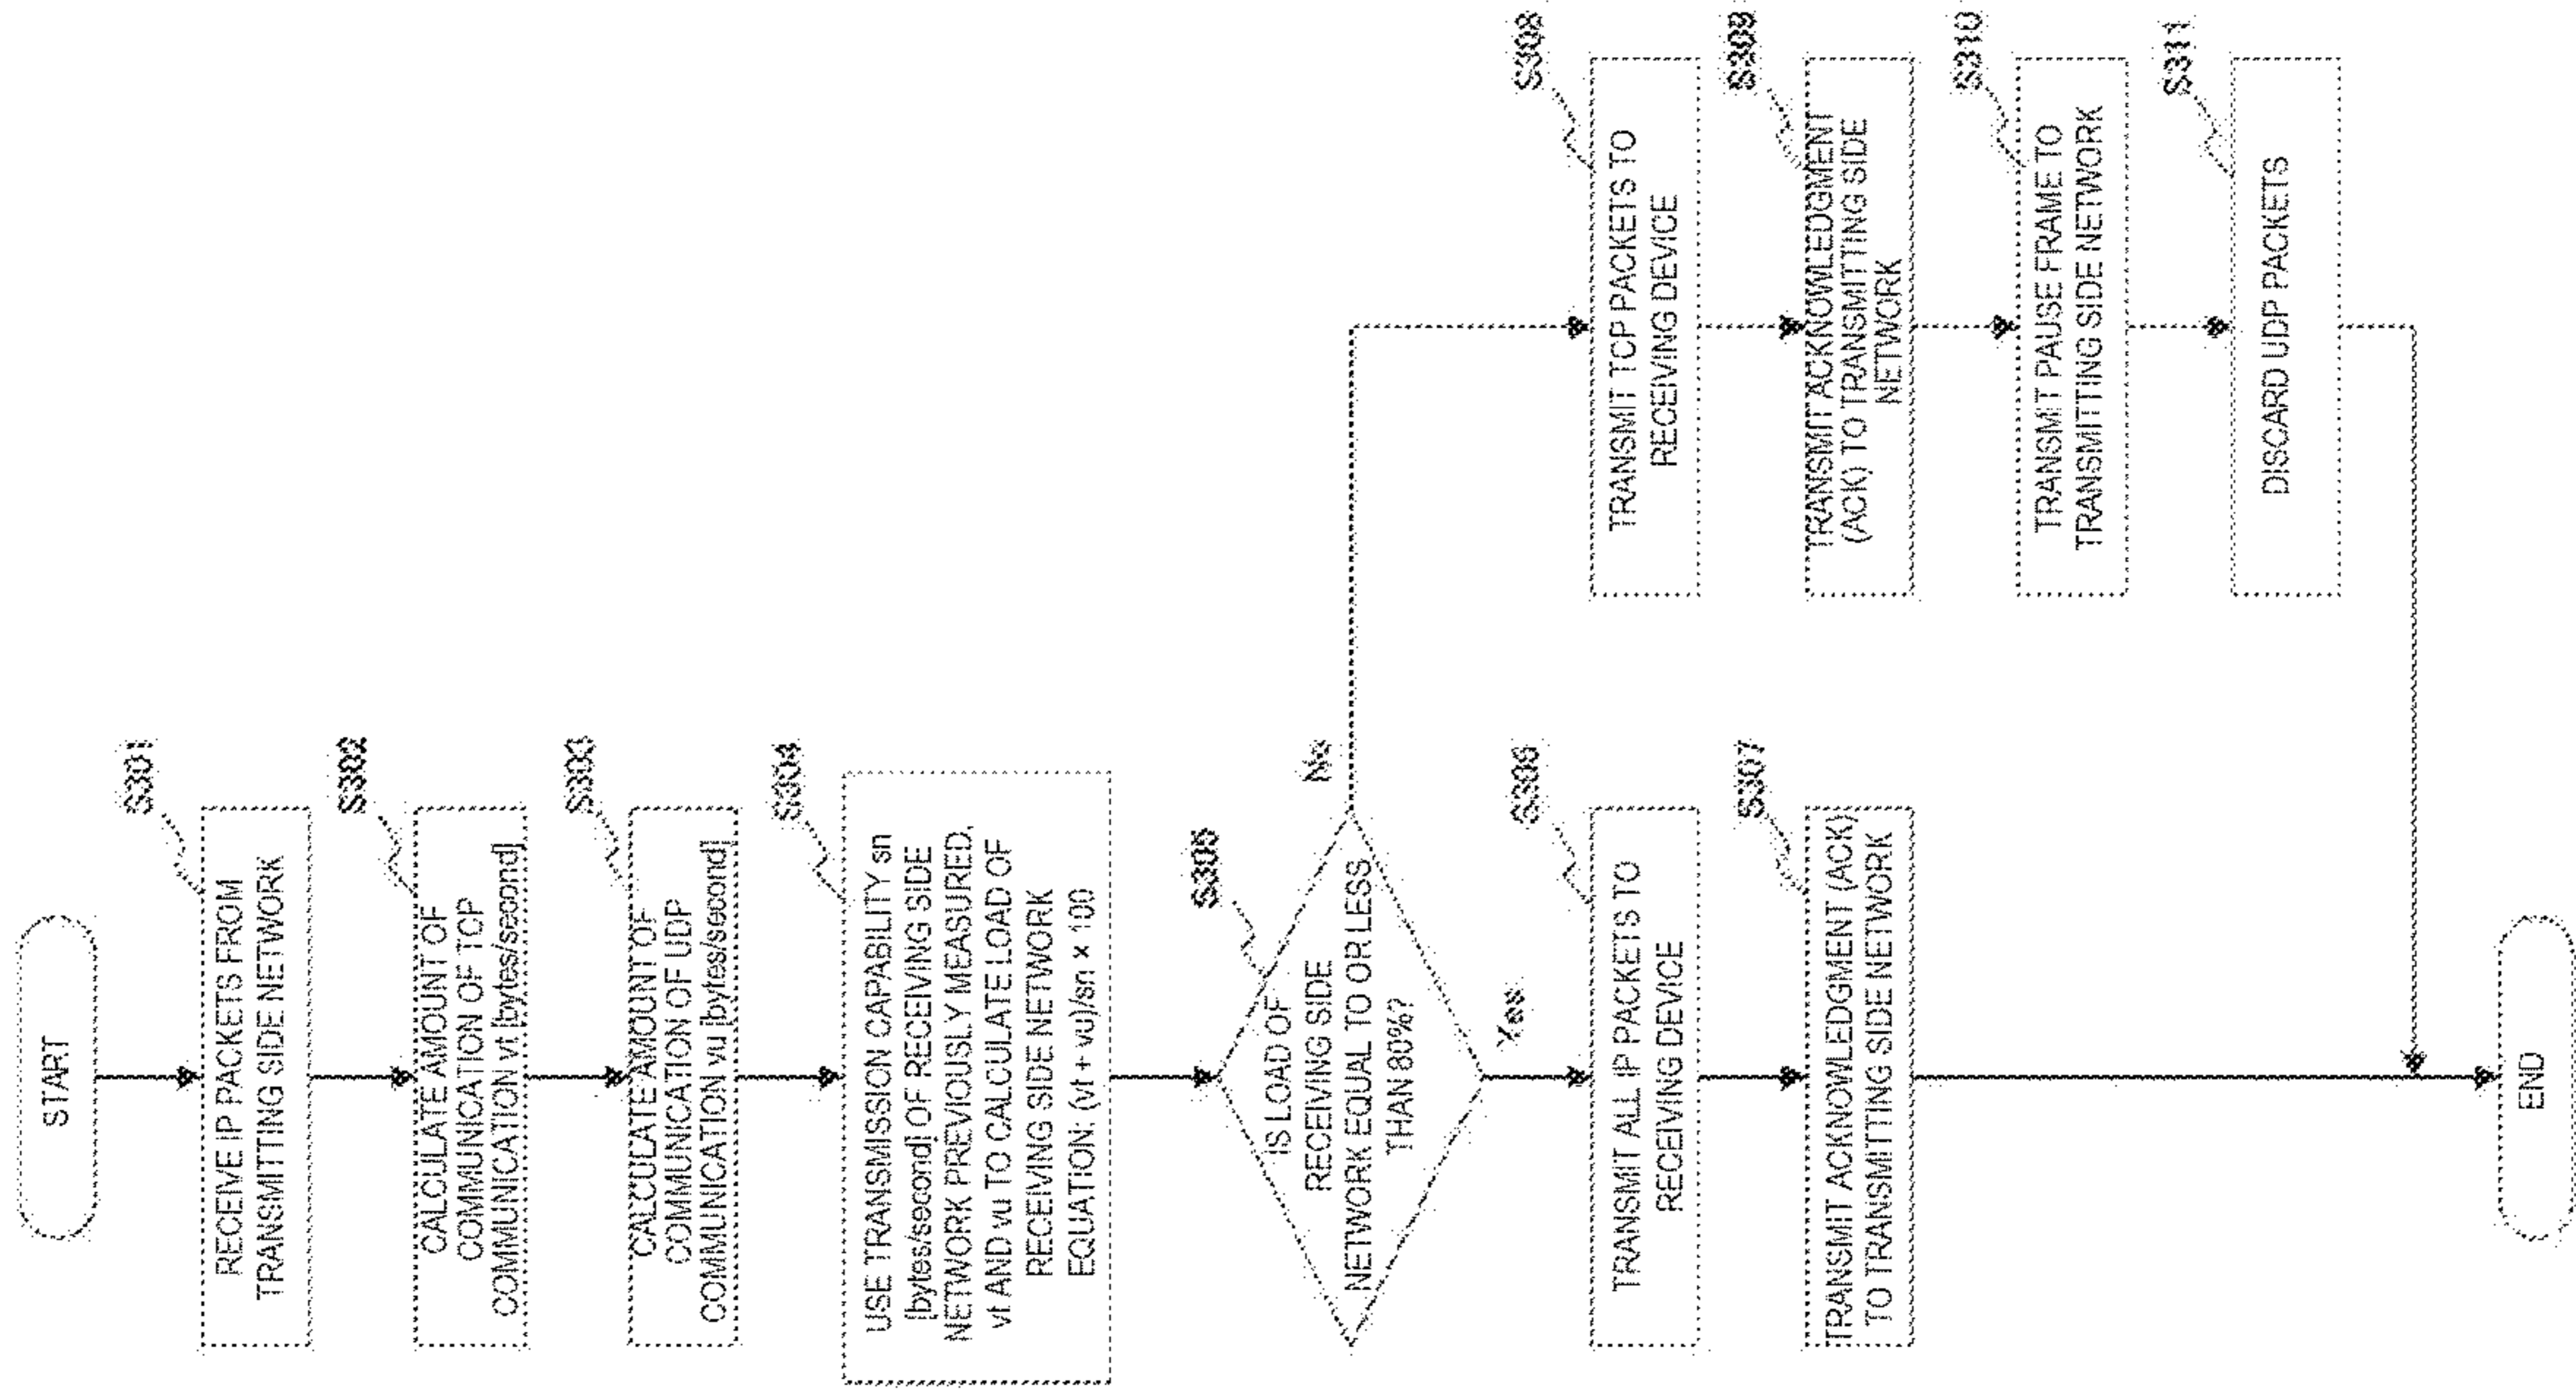 START
S301
RECEIVE IP PACKETS FROM
TRANSMITTING SIDE NETWORK
S302
CALCULATE AMOUNT OF
COMMUNICATION OF TCP
COMMUNICATION vt [bytes/second]
S303
CALCULATE AMOUNT OF
COMMUNICATION OF UDP
COMMUNICATION vu [bytes/second]
S304
USE TRANSMISSION CAPABILITY sn
[bytes/second] OF RECEIVING SIDE
NETWORK PREVIOUSLY MEASURED,
vt AND vu TO CALCULATE LOAD OF
RECEIVING SIDE NETWORK
EQUATION: (vt + vu)/sn × 100
S305
IS LOAD OF
RECEIVING SIDE
NETWORK EQUAL TO OR LESS
THAN 80%?
No
Yes
S306
TRANSMIT ALL IP PACKETS TO
RECEIVING DEVICE
S307
TRANSMIT ACKNOWLEDGMENT (ACK)
TO TRANSMITTING SIDE NETWORK
S308
TRANSMIT TCP PACKETS TO
RECEIVING DEVICE
S309
TRANSMIT ACKNOWLEDGMENT
(ACK) TO TRANSMITTING SIDE
NETWORK
S310
TRANSMIT PAUSE FRAME TO
TRANSMITTING SIDE NETWORK
S311
DISCARD UDP PACKETS
END